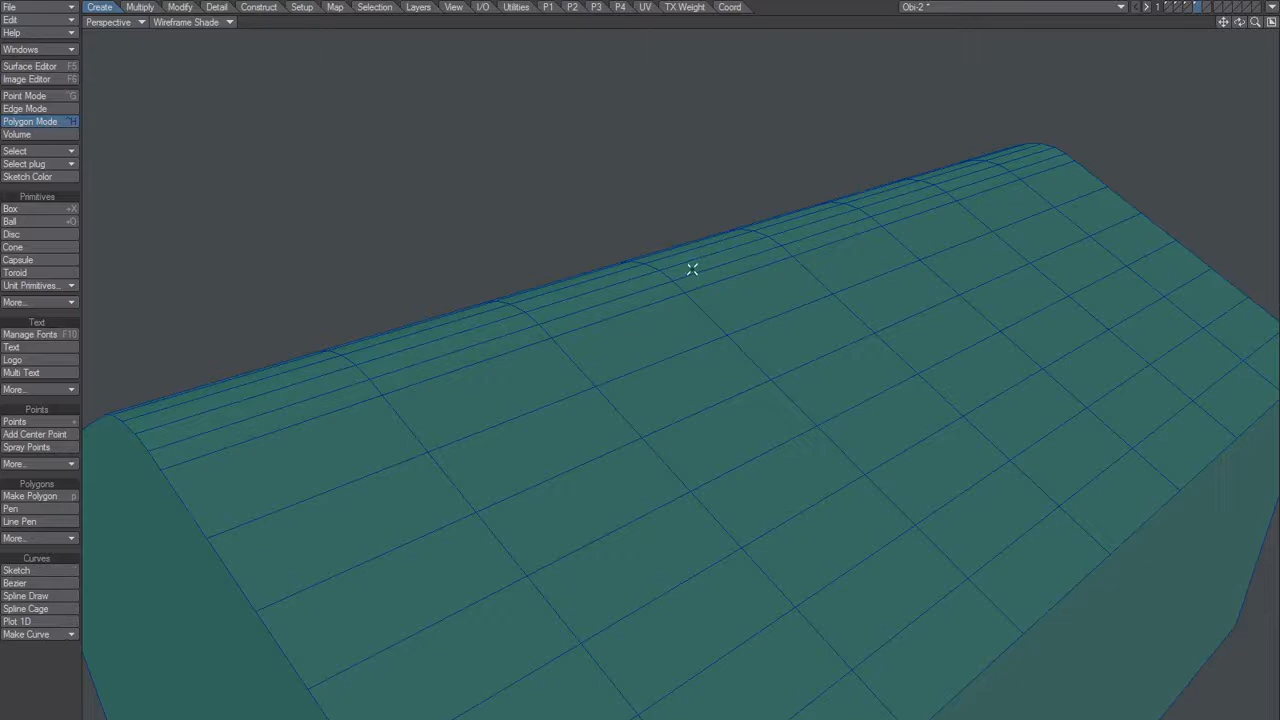 File Create Multiply Modify Detail Construct Setup Map Selection Layers View I/O Utilities P1 P2 P3 P4 UV TX Weight Coord Obi-2 * 1
Edit Perspective Wireframe Shade
Help
Windows
Surface Editor F5
Image Editor F6
Point Mode ^G
Edge Mode
Polygon Mode ^H
Volume
Select
Select plug
Sketch Color
Primitives
Box +X
Ball +O
Disc
Cone
Capsule
Toroid
Unit Primitives...
More...
Text
Manage Fonts F10
Text
Logo
Multi Text
More...
Points
Points +
Add Center Point
Spray Points
More...
Polygons
Make Polygon p
Pen
Line Pen
More...
Curves
Sketch
Bezier
Spline Draw
Spline Cage
Plot 1D
Make Curve